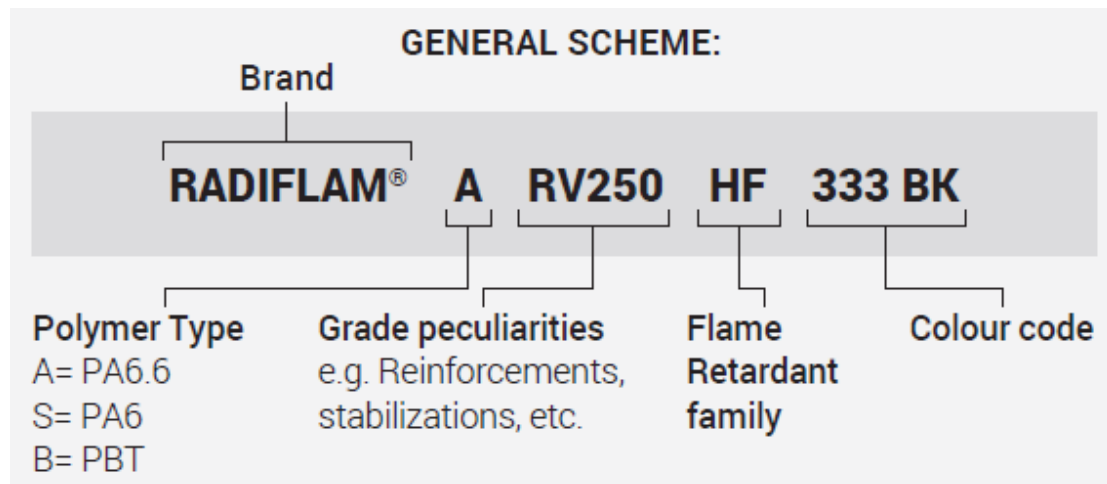 GENERAL SCHEME:
Brand
RADIFLAM® A RV250 HF 333 BK
Polymer Type
A= PA6.6
S= PA6
B= PBT
Grade peculiarities
e.g. Reinforcements,
stabilizations, etc.
Flame
Retardant
family
Colour code